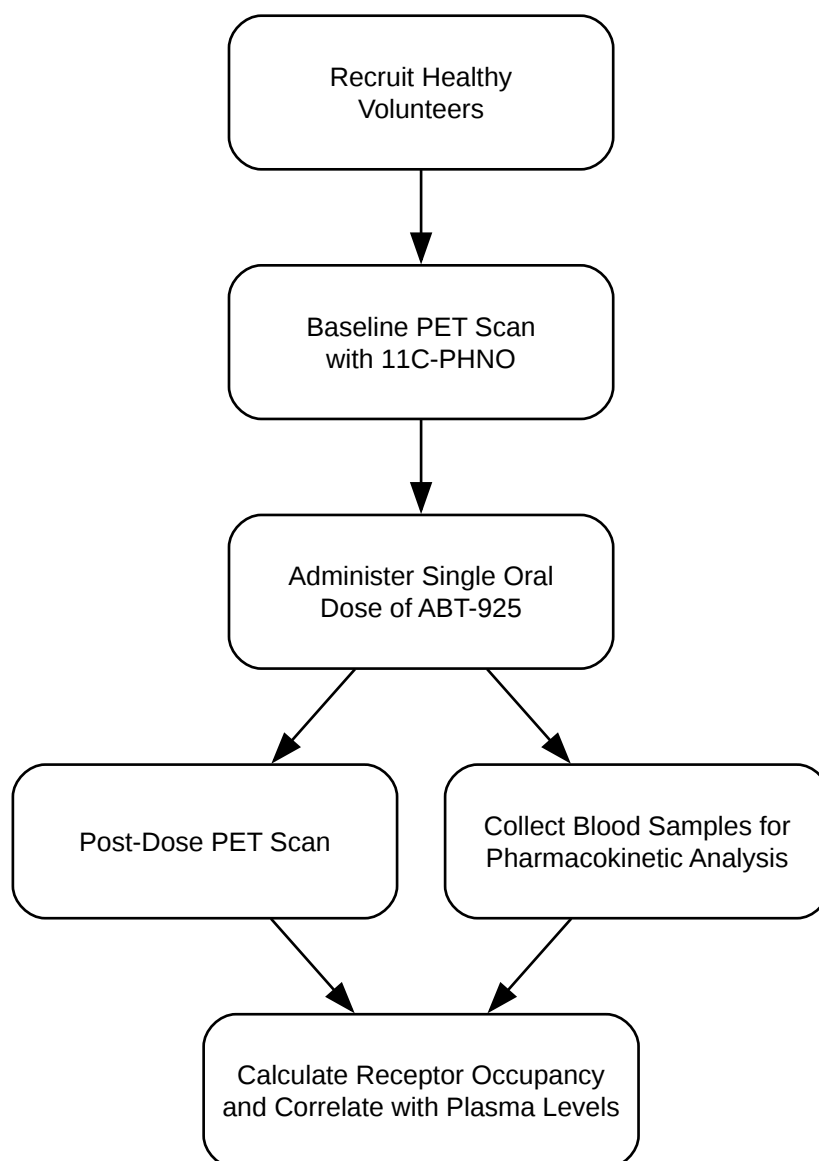 Recruit Healthy
Volunteers
Baseline PET Scan
with 11C-PHNO
Administer Single Oral
Dose of ABT-925
Post-Dose PET Scan
Collect Blood Samples for
Pharmacokinetic Analysis
Calculate Receptor Occupancy
and Correlate with Plasma Levels